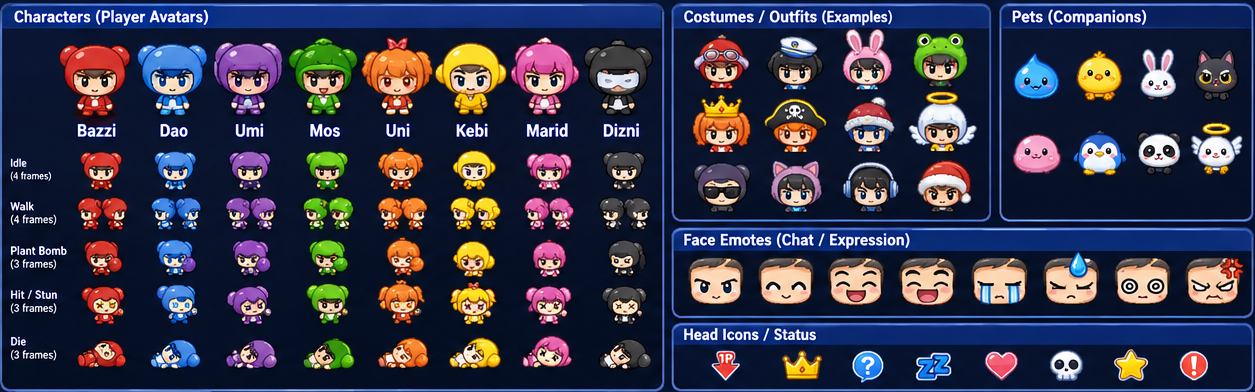 Characters (Player Avatars)
Bazzi Dao Umi Mos Uni Kebi Marid Dizni
Idle
(4 frames)
Walk
(4 frames)
Plant Bomb
(3 frames)
Hit / Stun
(3 frames)
Die
(3 frames)
Costumes / Outfits (Examples)
Pets (Companions)
Face Emotes (Chat / Expression)
Head Icons / Status
1P
?
ZZ
!